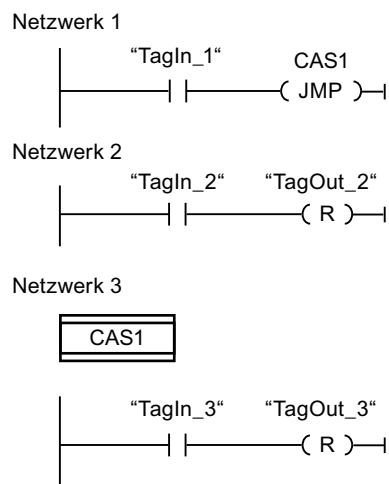 Netzwerk 1
“TagIn_1“ CAS1
JMP
Netzwerk 2
“TagIn_2“ “TagOut_2“
R
Netzwerk 3
CAS1
“TagIn_3“ “TagOut_3“
R